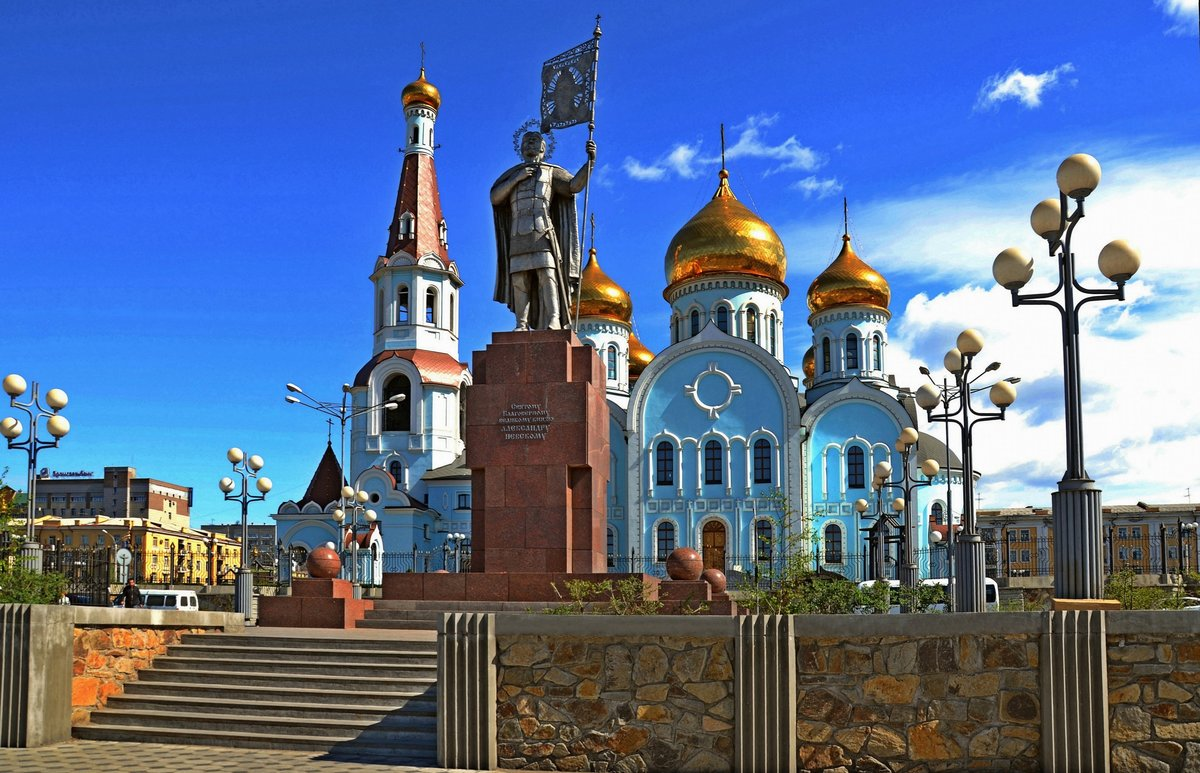 Святому
Благоверному
великому князю
Александру
Невскому